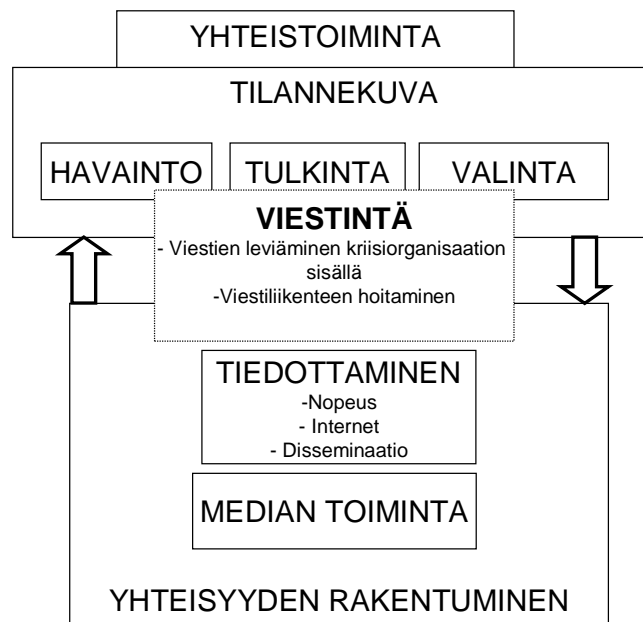 YHTEISTOIMINTA
TILANNEKUVA
HAVAINTO
TULKINTA
VALINTA
VIESTINTÄ
- Viestien leviäminen kriisiorganisaation
sisällä
-Viestiliikenteen hoitaminen
TIEDOTTAMINEN
-Nopeus
- Internet
- Disseminaatio
MEDIAN TOIMINTA
YHTEISYYDEN RAKENTUMINEN